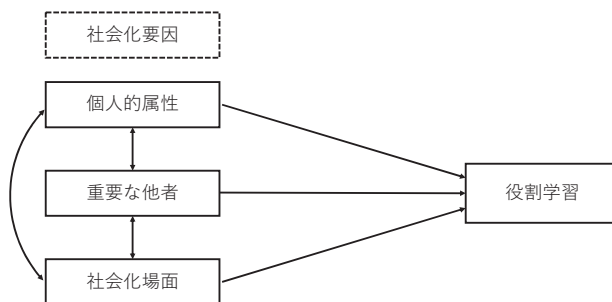 社会化要因
個人的属性
重要な他者
役割学習
社会化場面